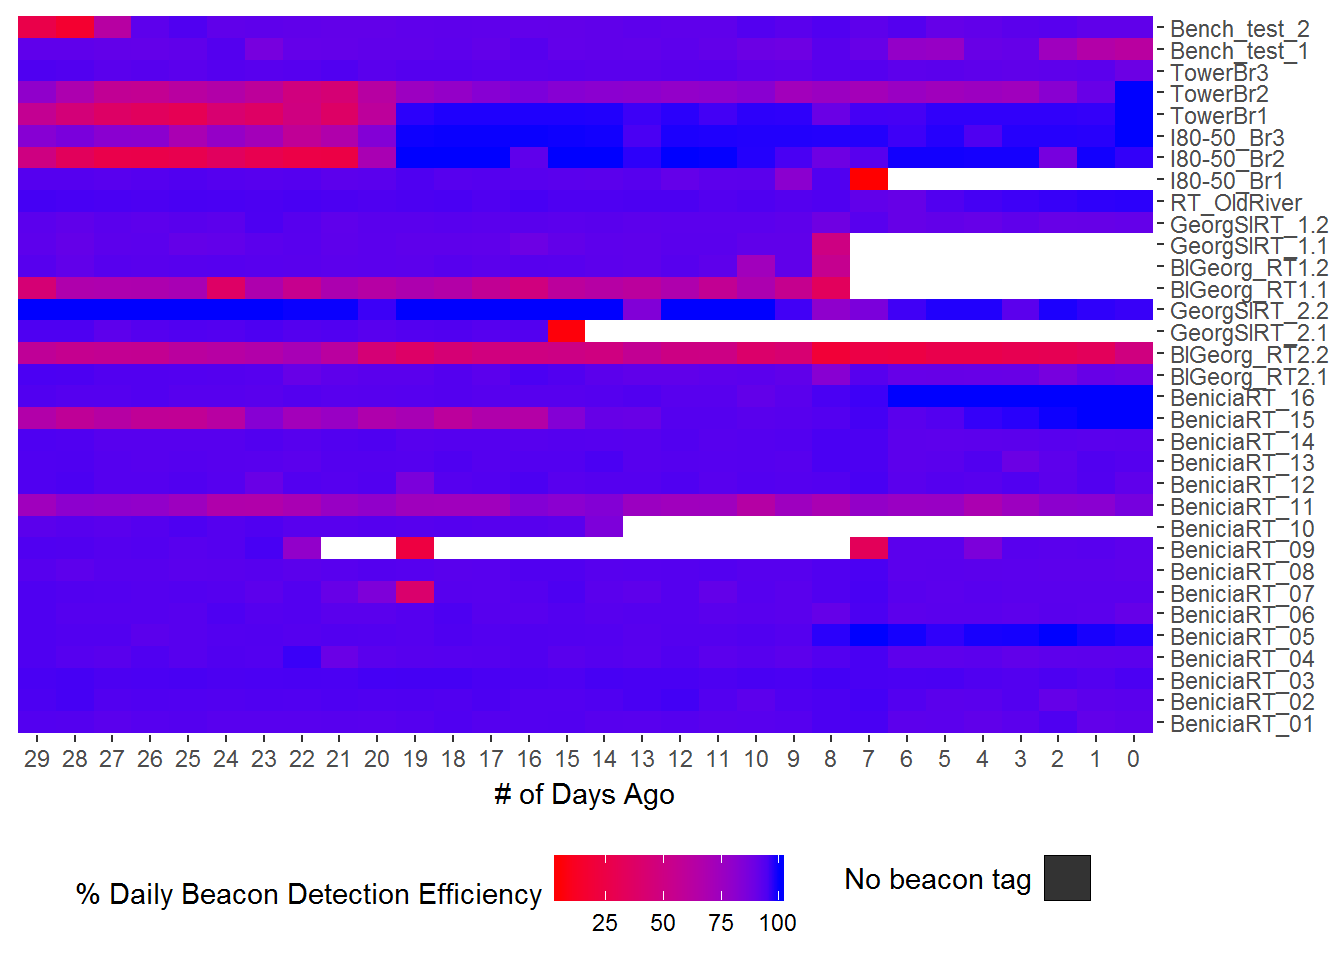 Bench_test_2
Bench_test_1
TowerBr3
TowerBr2
TowerBr1
I80-50_Br3
I80-50_Br2
I80-50_Br1
RT_OldRiver
GeorgSlRT_1.2
GeorgSlRT_1.1
BlGeorg_RT1.2
BlGeorg_RT1.1
GeorgSlRT_2.2
GeorgSlRT_2.1
BlGeorg_RT2.2
BlGeorg_RT2.1
BeniciaRT_16
BeniciaRT_15
BeniciaRT_14
BeniciaRT_13
BeniciaRT_12
BeniciaRT_11
BeniciaRT_10
BeniciaRT_09
BeniciaRT_08
BeniciaRT_07
BeniciaRT_06
BeniciaRT_05
BeniciaRT_04
BeniciaRT_03
BeniciaRT_02
BeniciaRT_01
29 28 27 26 25 24 23 22 21 20 19 18 17 16 15 14 13 12 11 10 9 8 7 6 5 4 3 2 1 0
# of Days Ago
% Daily Beacon Detection Efficiency
25 50 75 100
No beacon tag